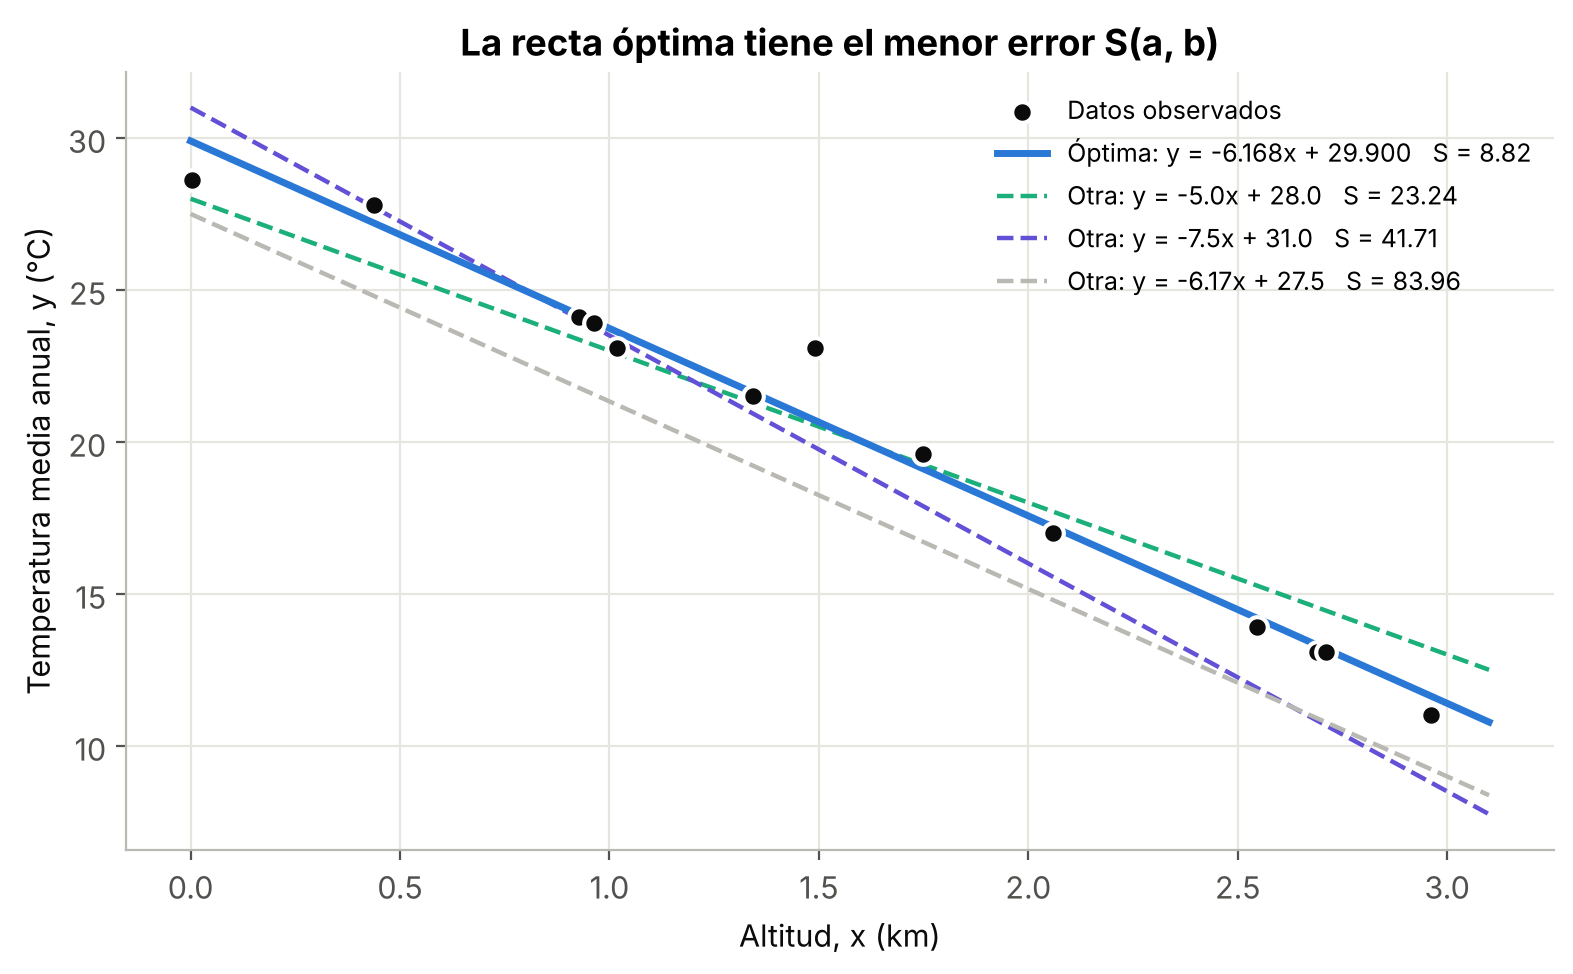 La recta óptima tiene el menor error S(a, b)
Datos observados
Óptima: y = -6.168x + 29.900   S = 8.82
Otra: y = -5.0x + 28.0   S = 23.24
Otra: y = -7.5x + 31.0   S = 41.71
Otra: y = -6.17x + 27.5   S = 83.96
Temperatura media anual, y (°C)
30
25
20
15
10
0.0 0.5 1.0 1.5 2.0 2.5 3.0
Altitud, x (km)